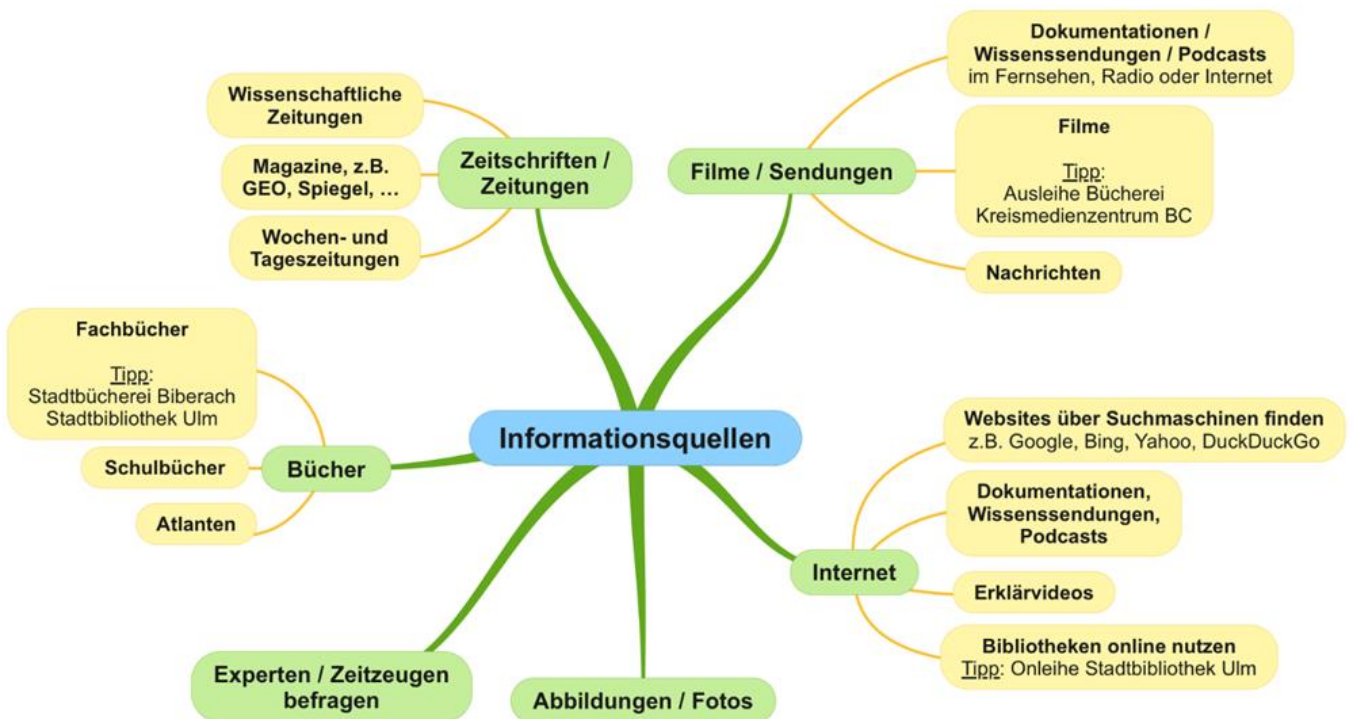 Informationsquellen
Zeitschriften /
Zeitungen
Wissenschaftliche
Zeitungen
Magazine, z.B.
GEO, Spiegel, …
Wochen- und
Tageszeitungen
Filme / Sendungen
Dokumentationen /
Wissenssendungen / Podcasts
im Fernsehen, Radio oder Internet
Filme
Tipp:
Ausleihe Bücherei
Kreismedienzentrum BC
Nachrichten
Bücher
Fachbücher
Tipp:
Stadtbücherei Biberach
Stadtbibliothek Ulm
Schulbücher
Atlanten
Internet
Websites über Suchmaschinen finden
z.B. Google, Bing, Yahoo, DuckDuckGo
Dokumentationen,
Wissenssendungen,
Podcasts
Erklärvideos
Bibliotheken online nutzen
Tipp: Onleihe Stadtbibliothek Ulm
Experten / Zeitzeugen
befragen
Abbildungen / Fotos